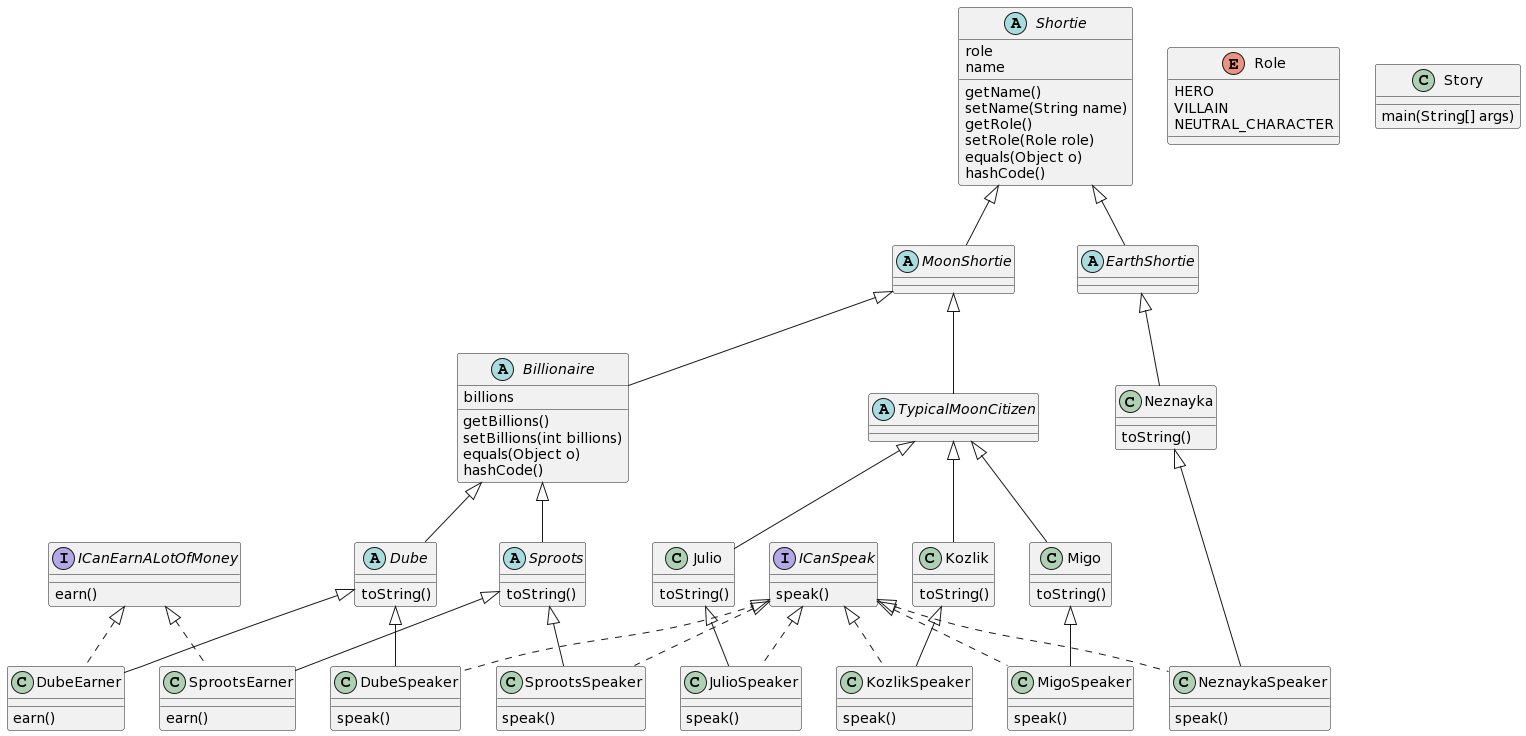 A Shortie
role
name
getName()
setName(String name)
getRole()
setRole(Role role)
equals(Object o)
hashCode()
E Role
HERO
VILLAIN
NEUTRAL_CHARACTER
C Story
main(String[] args)
A MoonShortie
A EarthShortie
A Billionaire
billions
getBillions()
setBillions(int billions)
equals(Object o)
hashCode()
A TypicalMoonCitizen
C Neznayka
toString()
I ICanEarnALotOfMoney
earn()
A Dube
toString()
A Sproots
toString()
C Julio
toString()
I ICanSpeak
speak()
C Kozlik
toString()
C Migo
toString()
C DubeEarner
earn()
C SprootsEarner
earn()
C DubeSpeaker
speak()
C SprootsSpeaker
speak()
C JulioSpeaker
speak()
C KozlikSpeaker
speak()
C MigoSpeaker
speak()
C NeznaykaSpeaker
speak()